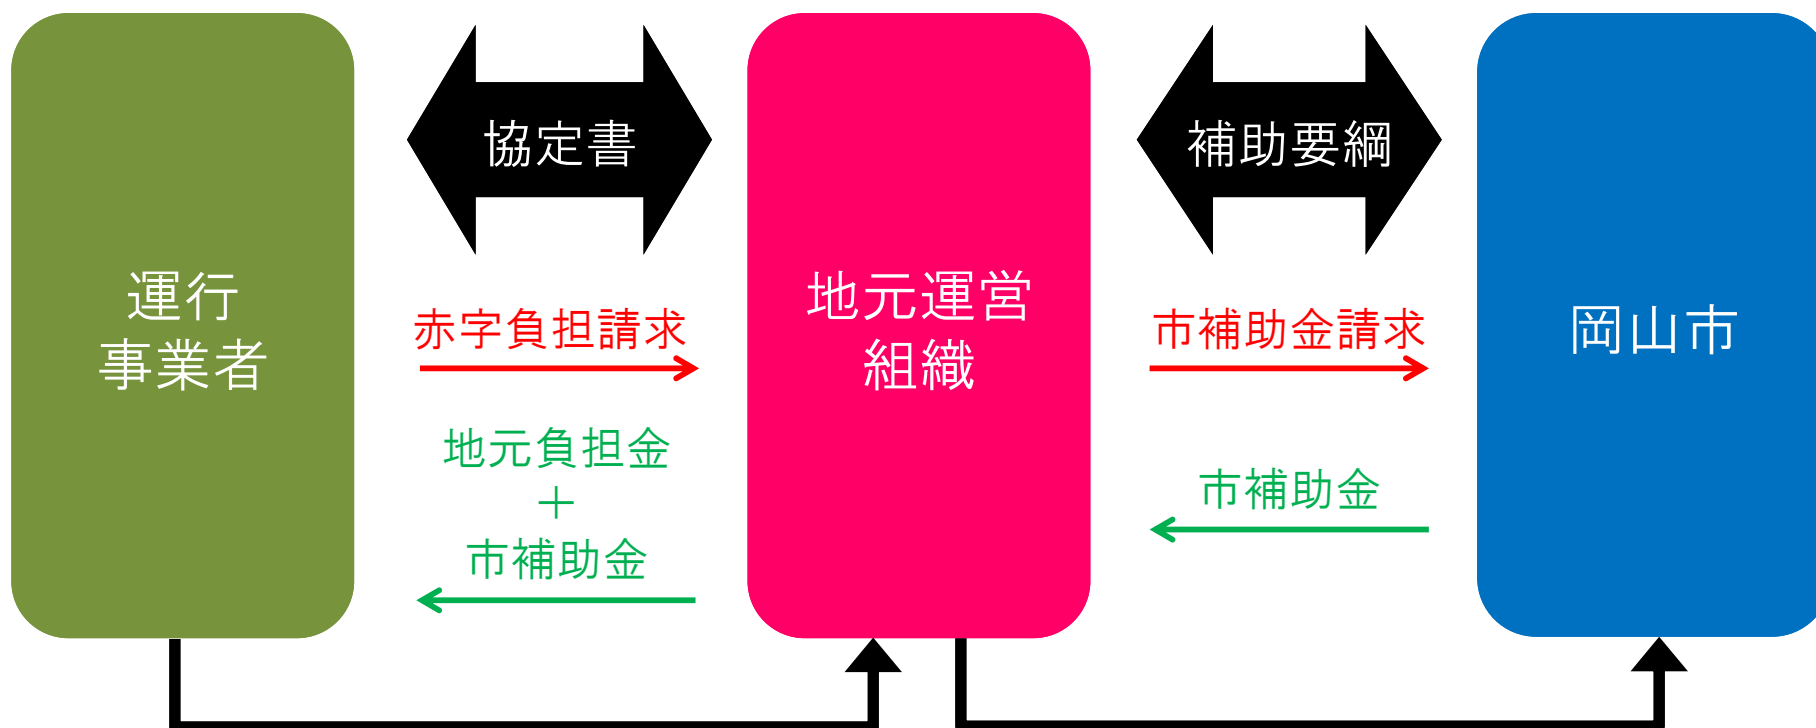 運行
事業者
協定書
赤字負担請求
地元負担金
＋
市補助金
地元運営
組織
補助要綱
市補助金請求
市補助金
岡山市